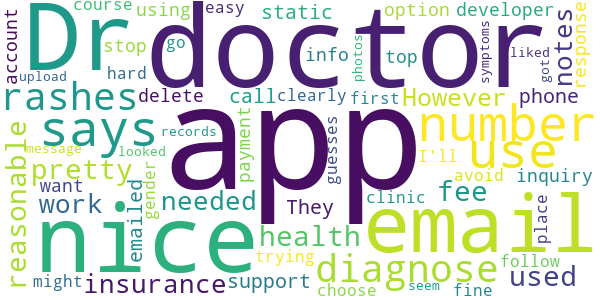 course using easy static option developer
account Dr stop go info photos top doctor symptoms liked got notes response
upload hard
rashes delete call clearly first However phone
says app number use
reasonable message records looked payment guesses I'll avoid inquiry
pretty gender
want emailed needed They clinic fee place
work nice health email diagnose used
insurance support trying choose follow
might seem fine